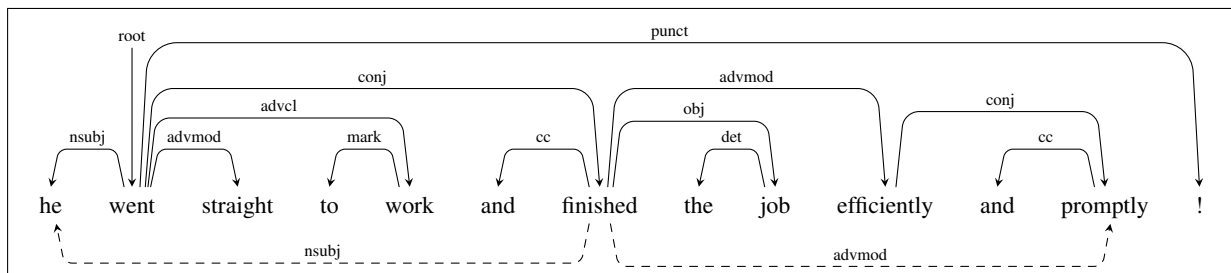 root
punct
conj
advmod
advcl
obj
conj
nsubj
advmod
mark
cc
det
cc
he went straight to work and finished the job efficiently and promptly !
nsubj
advmod